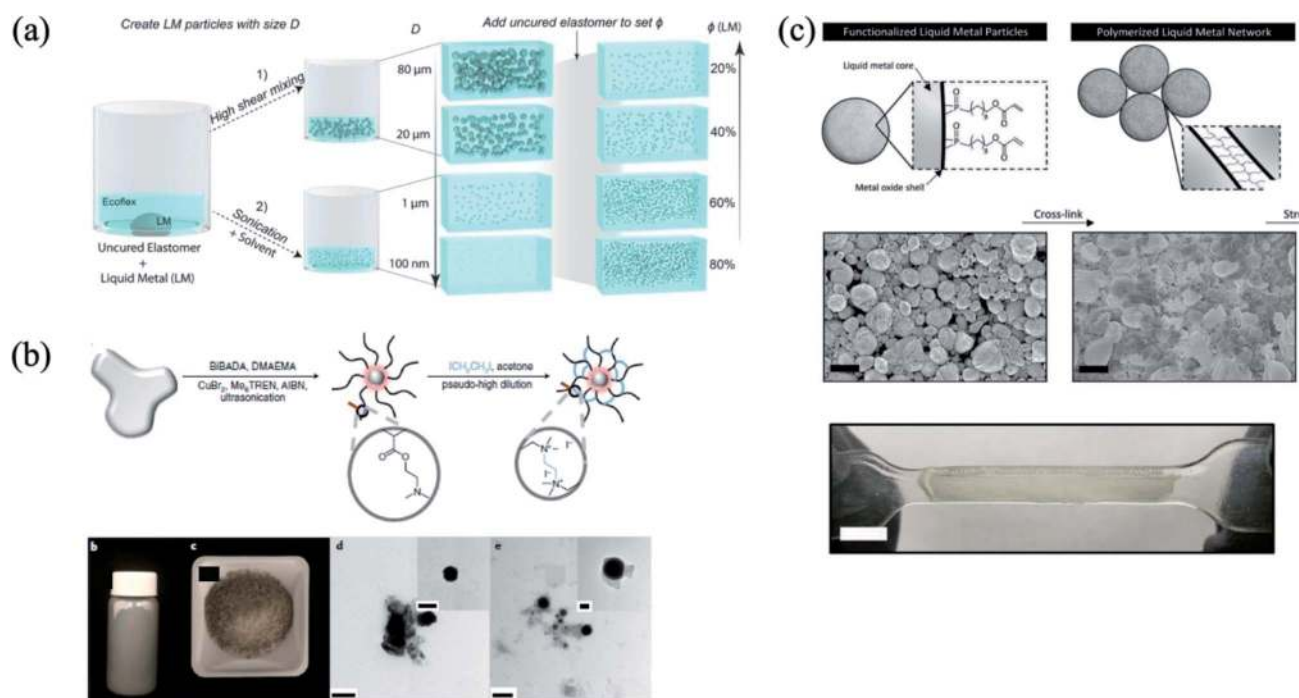 (a)
Create LM particles with size D
Add uncured elastomer to set ϕ
1)
High shear mixing
D
ϕ (LM)
80 µm
20%
20 µm
40%
Ecoflex
LM
2)
Sonication
+ Solvent
1 µm
60%
100 nm
80%
Uncured Elastomer
+
Liquid Metal (LM)
(b)
BiBADA, DMAEMA
CuBr₂, Me₆TREN, AIBN,
ultrasonication
I(CH₂CH₂)I, acetone
pseudo-high dilution
O
O
N
I⁻
N⁺
I⁻
N⁺
b
c
d
e
(c)
Functionalized Liquid Metal Particles
Polymerized Liquid Metal Network
Liquid metal core
Metal oxide shell
Cross-link
Str